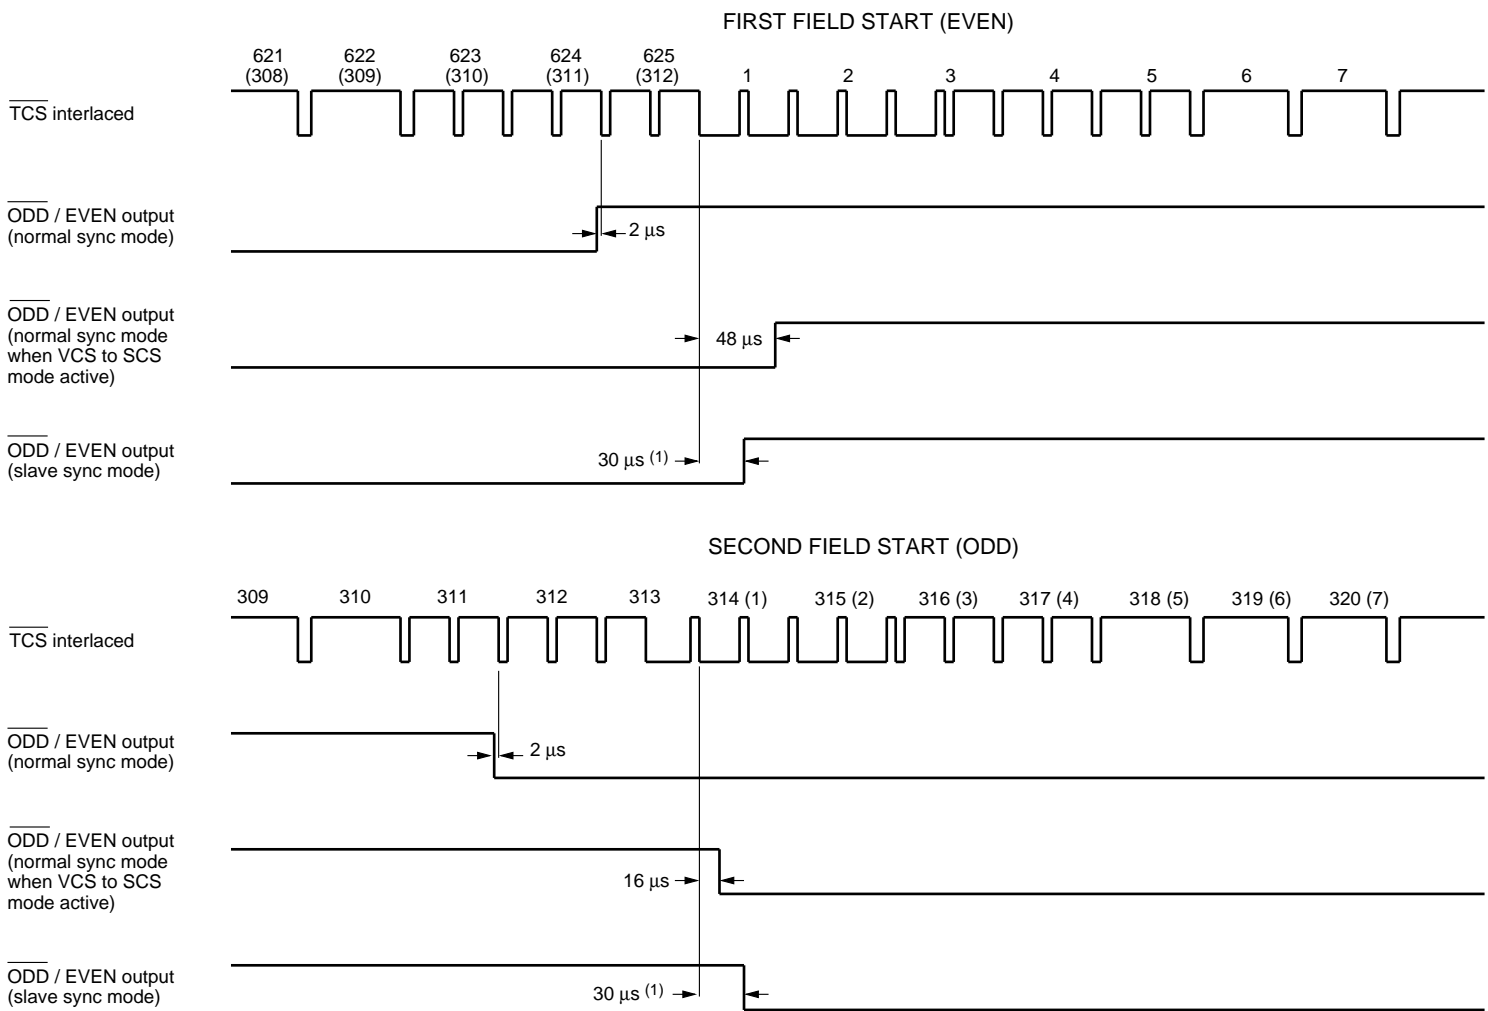 FIRST FIELD START (EVEN)
621 622 623 624 625
(308) (309) (310) (311) (312) 1 2 3 4 5 6 7
TCS interlaced
ODD / EVEN output
(normal sync mode)
2 μs
ODD / EVEN output
(normal sync mode
when VCS to SCS
mode active)
48 μs
ODD / EVEN output
(slave sync mode)
30 μs (1)
SECOND FIELD START (ODD)
309 310 311 312 313 314 (1) 315 (2) 316 (3) 317 (4) 318 (5) 319 (6) 320 (7)
TCS interlaced
ODD / EVEN output
(normal sync mode)
2 μs
ODD / EVEN output
(normal sync mode
when VCS to SCS
mode active)
16 μs
ODD / EVEN output
(slave sync mode)
30 μs (1)